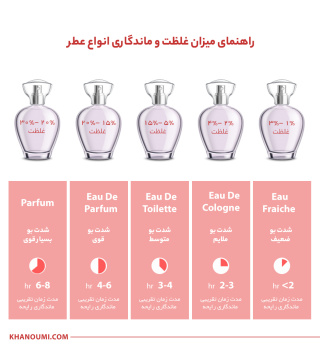 راهنمای میزان غلظت و ماندگاری انواع عطر
۳۰% - ۲۰%
غلظت
۲۰% - ۱۵%
غلظت
۱۵% - ۵%
غلظت
۴% - ۲%
غلظت
۳% - ۱%
غلظت
Parfum
شدت بو
بسیار قوی
6-8 hr
مدت زمان تقریبی
ماندگاری رایحه
Eau De
Parfum
شدت بو
قوی
4-6 hr
مدت زمان تقریبی
ماندگاری رایحه
Eau De
Toilette
شدت بو
متوسط
3-4 hr
مدت زمان تقریبی
ماندگاری رایحه
Eau De
Cologne
شدت بو
ملایم
2-3 hr
مدت زمان تقریبی
ماندگاری رایحه
Eau
Fraiche
شدت بو
ضعیف
<2 hr
مدت زمان تقریبی
ماندگاری رایحه
KHANOUMI.COM